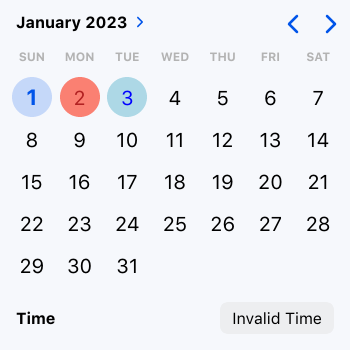 January 2023
SUN MON TUE WED THU FRI SAT
1 2 3 4 5 6 7
8 9 10 11 12 13 14
15 16 17 18 19 20 21
22 23 24 25 26 27 28
29 30 31
Time Invalid Time